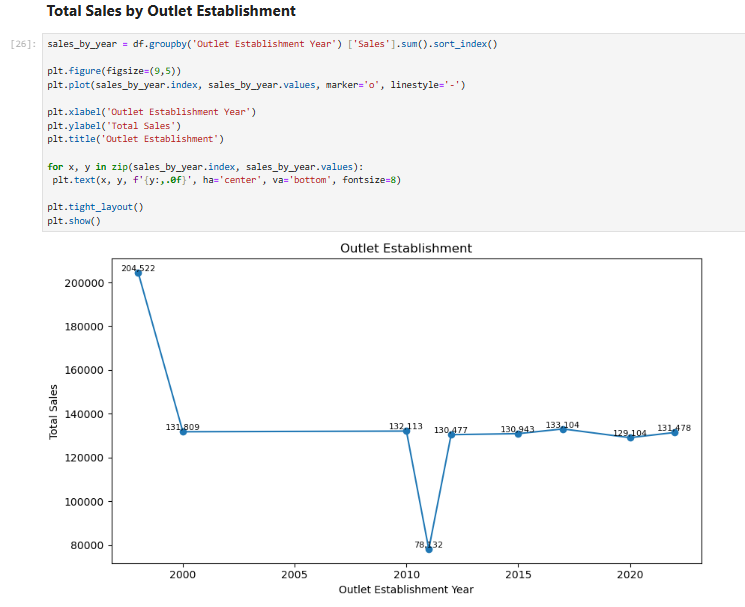 Total Sales by Outlet Establishment
[26]:
sales_by_year = df.groupby('Outlet Establishment Year') ['Sales'].sum().sort_index()
plt.figure(figsize=(9,5))
plt.plot(sales_by_year.index, sales_by_year.values, marker='o', linestyle='-')
plt.xlabel('Outlet Establishment Year')
plt.ylabel('Total Sales')
plt.title('Outlet Establishment')
for x, y in zip(sales_by_year.index, sales_by_year.values):
plt.text(x, y, f'{y:,.0f}', ha='center', va='bottom', fontsize=8)
plt.tight_layout()
plt.show()
Outlet Establishment
204,522
200000
180000
160000
140000
120000
100000
80000
Total Sales
131,809
132,113
78,132
130,477
130,943
133,104
129,104
131,478
2000
2005
2010
2015
2020
Outlet Establishment Year